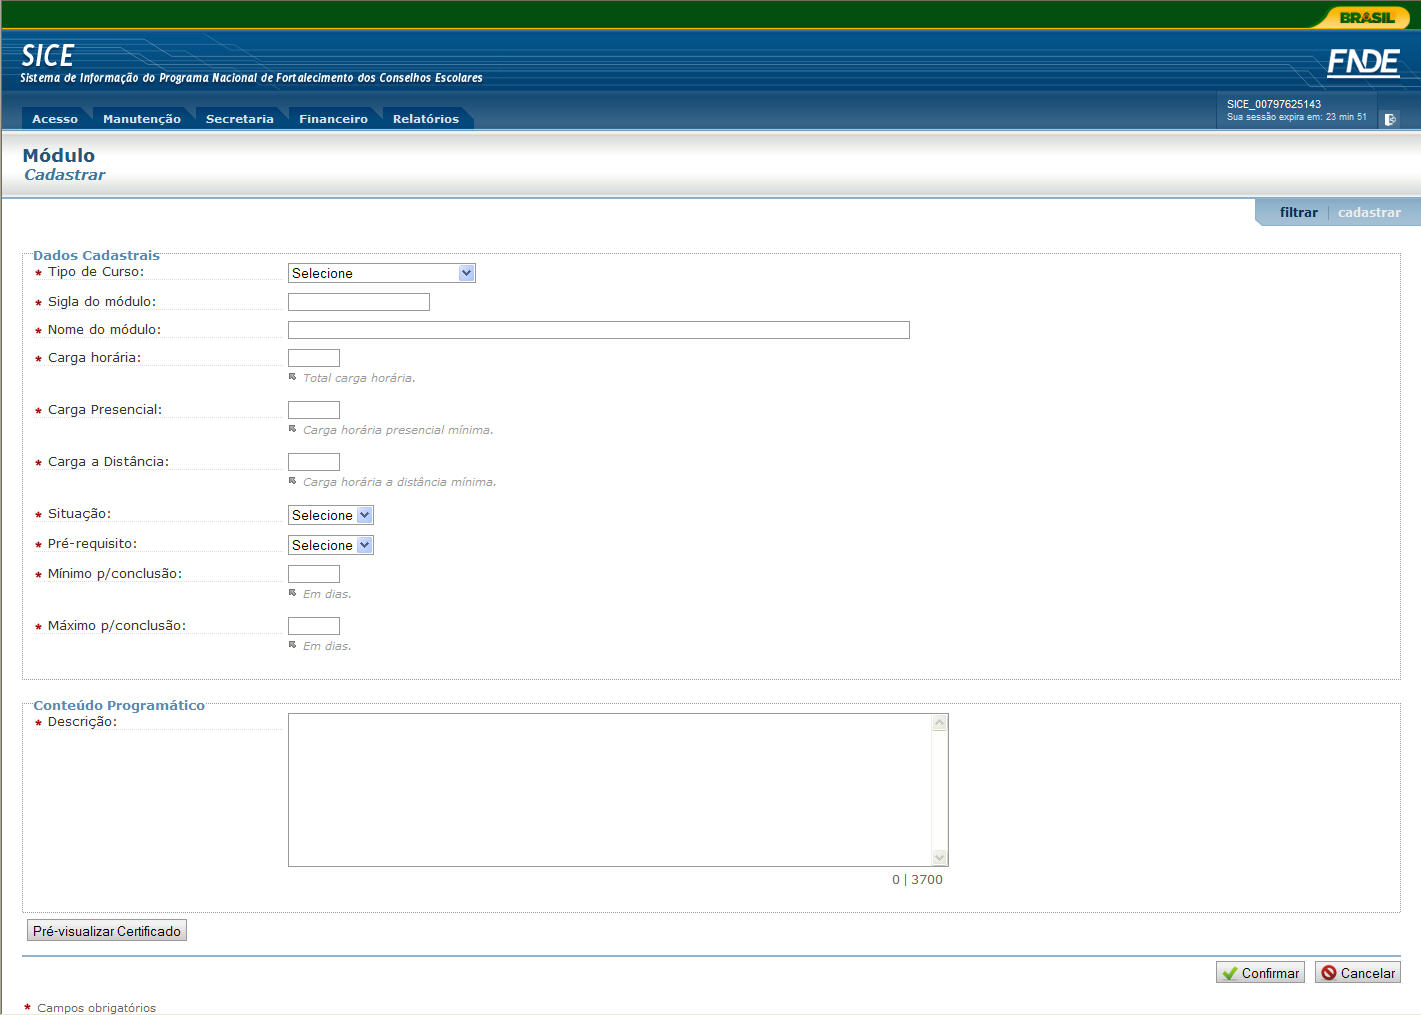 BRASIL
SICE
Sistema de Informação do Programa Nacional de Fortalecimento dos Conselhos Escolares
FNDE
Acesso Manutenção Secretaria Financeiro Relatórios
SICE_00797625143
Sua sessão expira em: 23 min 51
Módulo
Cadastrar
filtrar | cadastrar
Dados Cadastrais
* Tipo de Curso: Selecione
* Sigla do módulo:
* Nome do módulo:
* Carga horária:
Total carga horária.
* Carga Presencial:
Carga horária presencial mínima.
* Carga a Distância:
Carga horária a distância mínima.
* Situação: Selecione
* Pré-requisito: Selecione
* Mínimo p/conclusão:
Em dias.
* Máximo p/conclusão:
Em dias.
Conteúdo Programático
* Descrição:
0 | 3700
Pré-visualizar Certificado
Confirmar Cancelar
* Campos obrigatórios